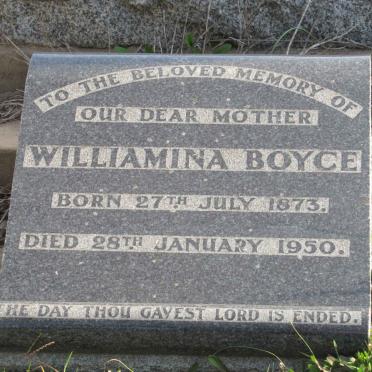 TO THE BELOVED MEMORY OF
OUR DEAR MOTHER
WILLIAMINA BOYCE
BORN 27TH JULY 1873.
DIED 28TH JANUARY 1950.
THE DAY THOU GAVEST LORD IS ENDED.